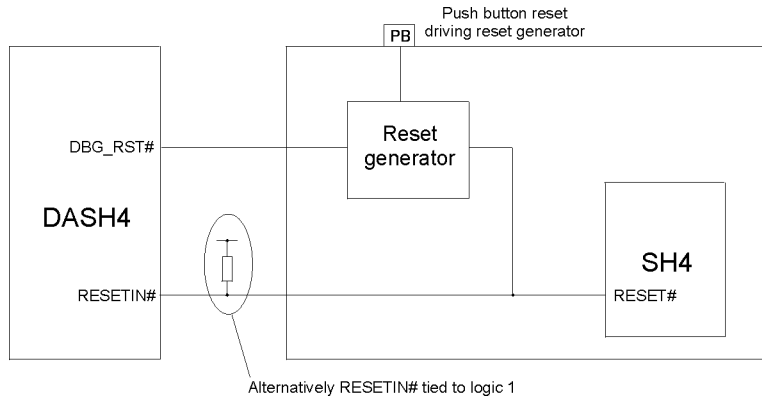 Push button reset
driving reset generator
PB
DBG_RST#
Reset
generator
DASH4
SH4
RESETIN#
RESET#
Alternatively RESETIN# tied to logic 1